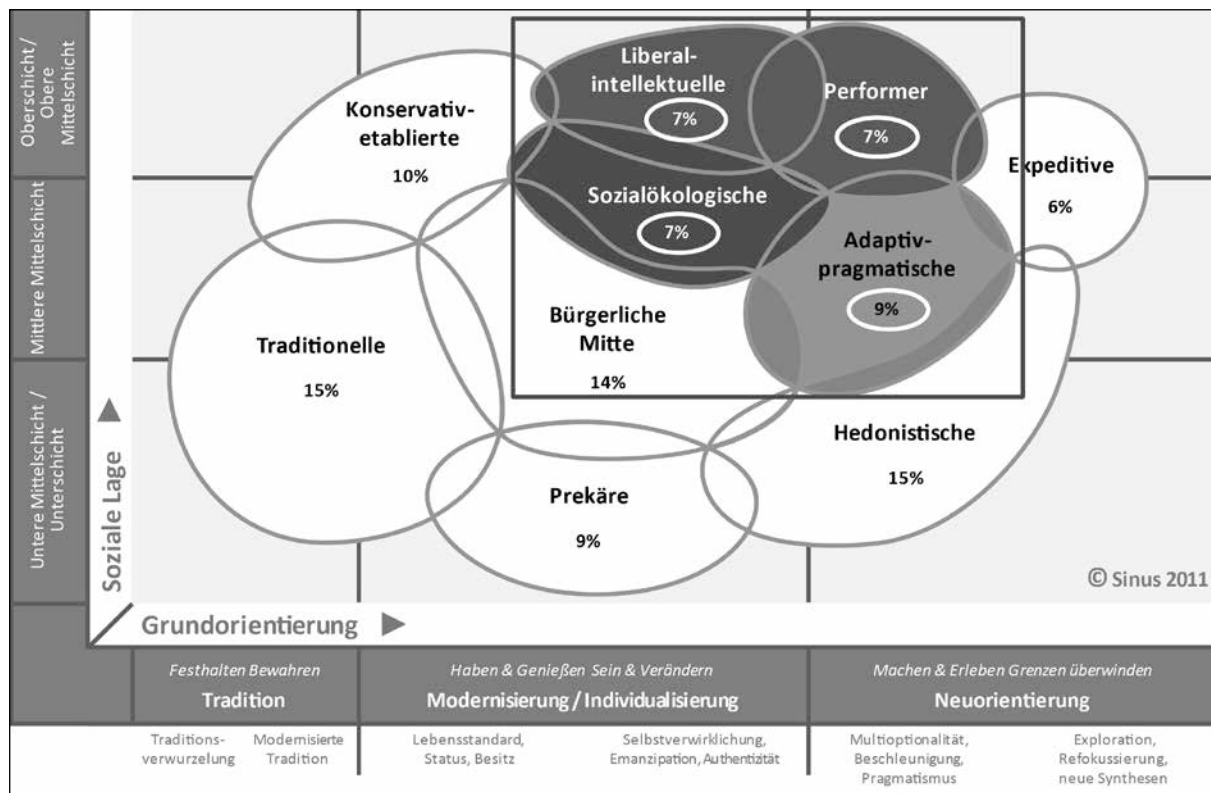 Oberschicht /
Obere
Mittelschicht
Mittlere Mittelschicht
Untere Mittelschicht /
Unterschicht
Soziale Lage
Liberal-
intellektuelle
7%
Performer
7%
Konservativ-
etablierte
10%
Expeditive
6%
Sozialökologische
7%
Adaptiv-
pragmatische
9%
Bürgerliche
Mitte
14%
Traditionelle
15%
Hedonistische
15%
Prekäre
9%
© Sinus 2011
Grundorientierung
Festhalten Bewahren
Tradition
Haben & Genießen Sein & Verändern
Modernisierung / Individualisierung
Machen & Erleben Grenzen überwinden
Neuorientierung
Traditions-
verwurzelung
Modernisierte
Tradition
Lebensstandard,
Status, Besitz
Selbstverwirklichung,
Emanzipation, Authentizität
Multioptionalität,
Beschleunigung,
Pragmatismus
Exploration,
Refokussierung,
neue Synthesen